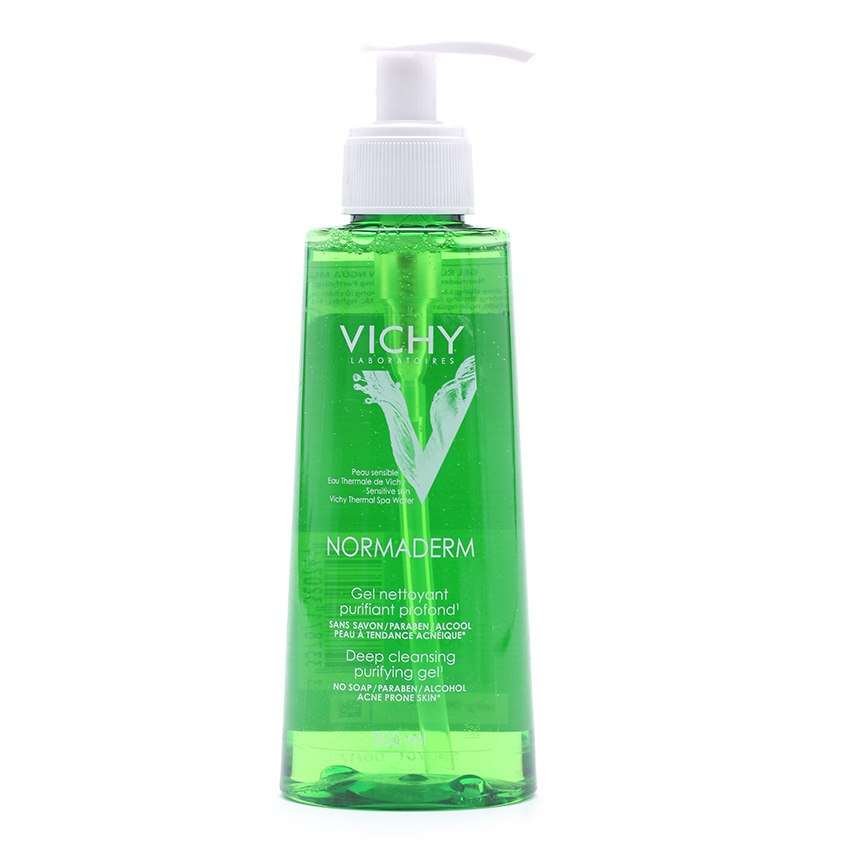 VICHY
LABORATOIRES
Peau sensible
Eau Thermale de Vichy
Sensitive skin
Vichy Thermal Spa Water
NORMADERM
Gel nettoyant
purifiant profond¹
SANS SAVON/PARABEN/ALCOOL
PEAU À TENDANCE ACNÉIQUE*
Deep cleansing
purifying gel¹
NO SOAP/PARABEN/ALCOHOL
ACNE PRONE SKIN*
200 ml